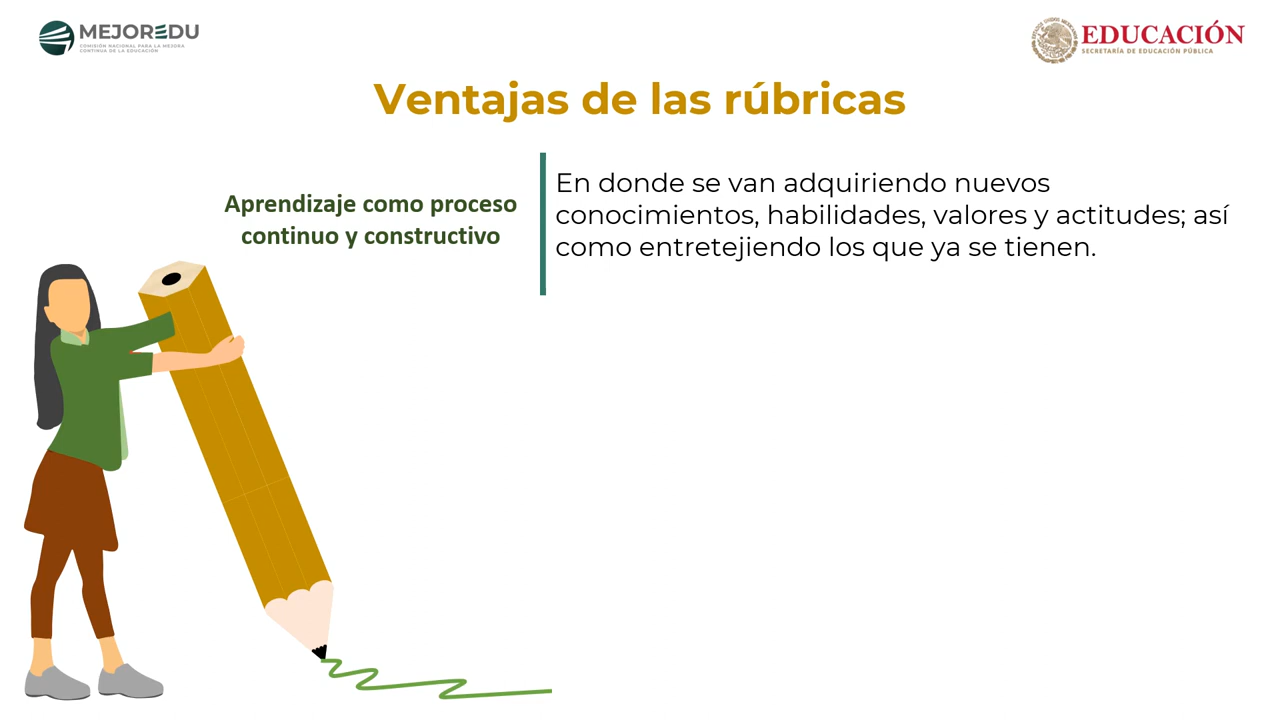 MEJOREDU
COMISIÓN NACIONAL PARA LA MEJORA
CONTINUA DE LA EDUCACIÓN
EDUCACIÓN
SECRETARÍA DE EDUCACIÓN PÚBLICA
Ventajas de las rúbricas
Aprendizaje como proceso
continuo y constructivo
En donde se van adquiriendo nuevos
conocimientos, habilidades, valores y actitudes; así
como entretejiendo los que ya se tienen.